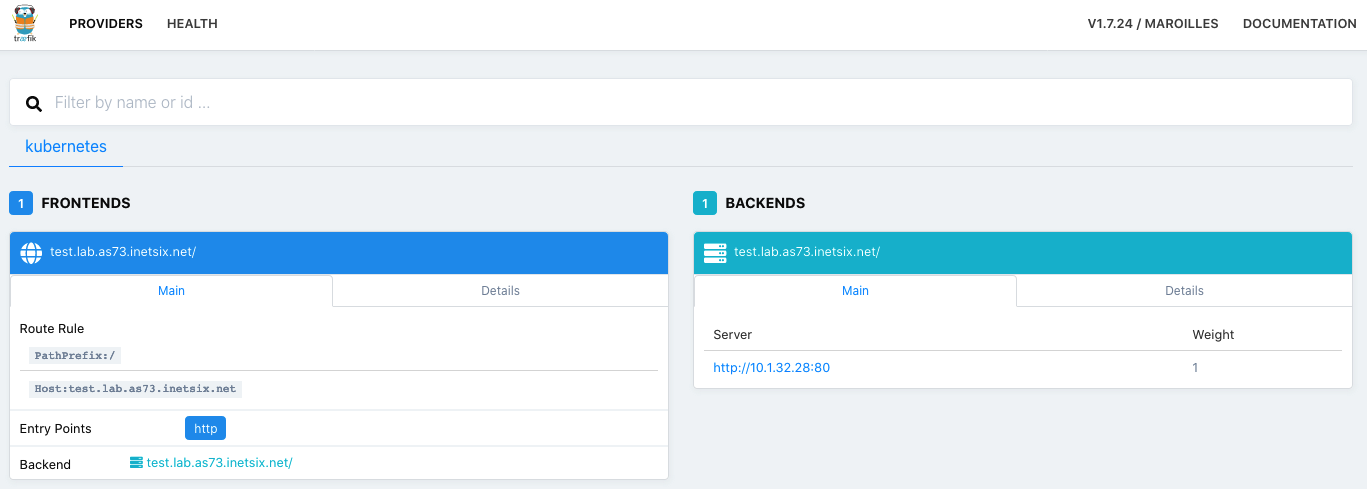 træfik
PROVIDERS HEALTH V1.7.24 / MAROILLES DOCUMENTATION
Filter by name or id ...
kubernetes
1 FRONTENDS
test.lab.as73.inetsix.net/
Main Details
Route Rule
PathPrefix:/
Host:test.lab.as73.inetsix.net
Entry Points http
Backend test.lab.as73.inetsix.net/
1 BACKENDS
test.lab.as73.inetsix.net/
Main Details
Server Weight
http://10.1.32.28:80 1